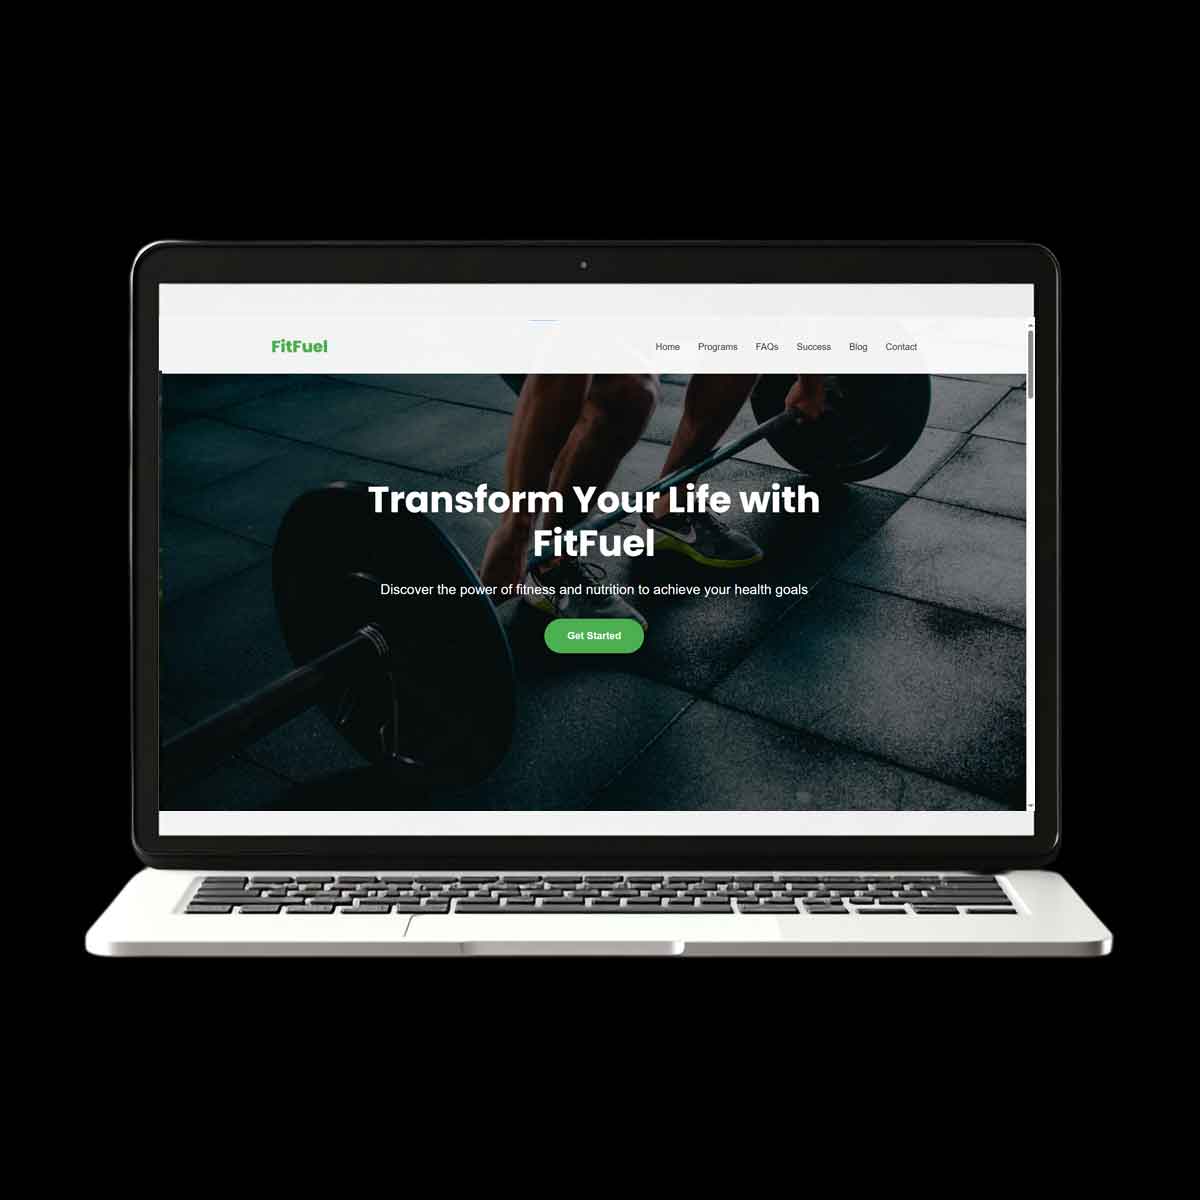 FitFuel
Home Programs FAQs Success Blog Contact
Transform Your Life with
FitFuel
Discover the power of fitness and nutrition to achieve your health goals
Get Started